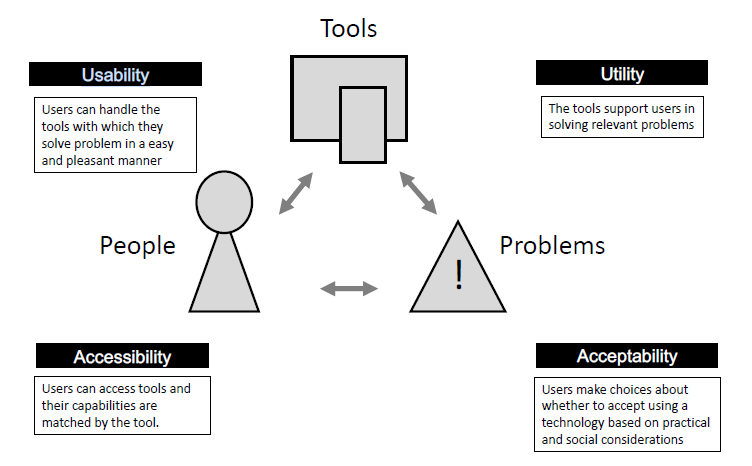 Tools
Usability
Users can handle the
tools with which they
solve problem in a easy
and pleasant manner
Utility
The tools support users in
solving relevant problems
People
Problems
!
Accessibility
Users can access tools and
their capabilities are
matched by the tool.
Acceptability
Users make choices about
whether to accept using a
technology based on practical
and social considerations